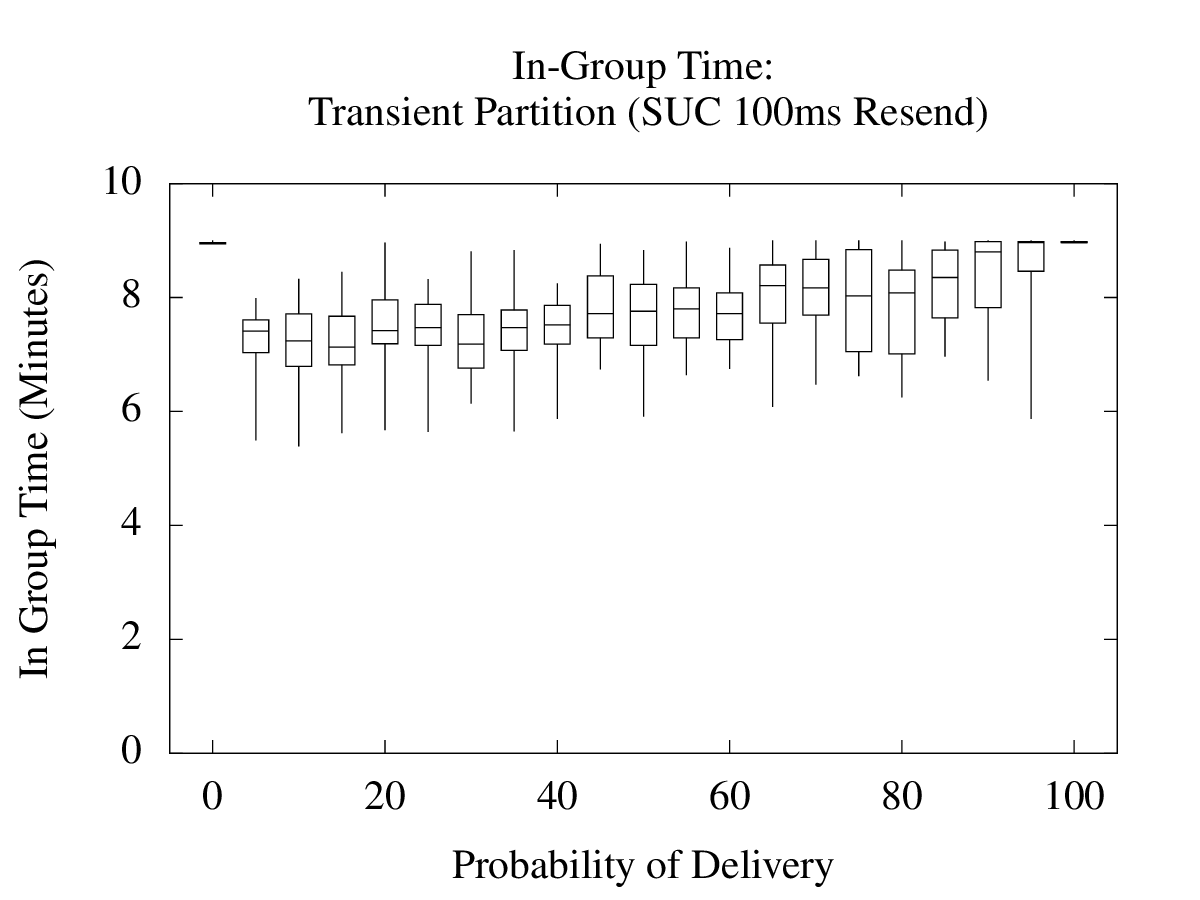 In-Group Time:
Transient Partition (SUC 100ms Resend)
10
8
6
4
2
0
In Group Time (Minutes)
0 20 40 60 80 100
Probability of Delivery